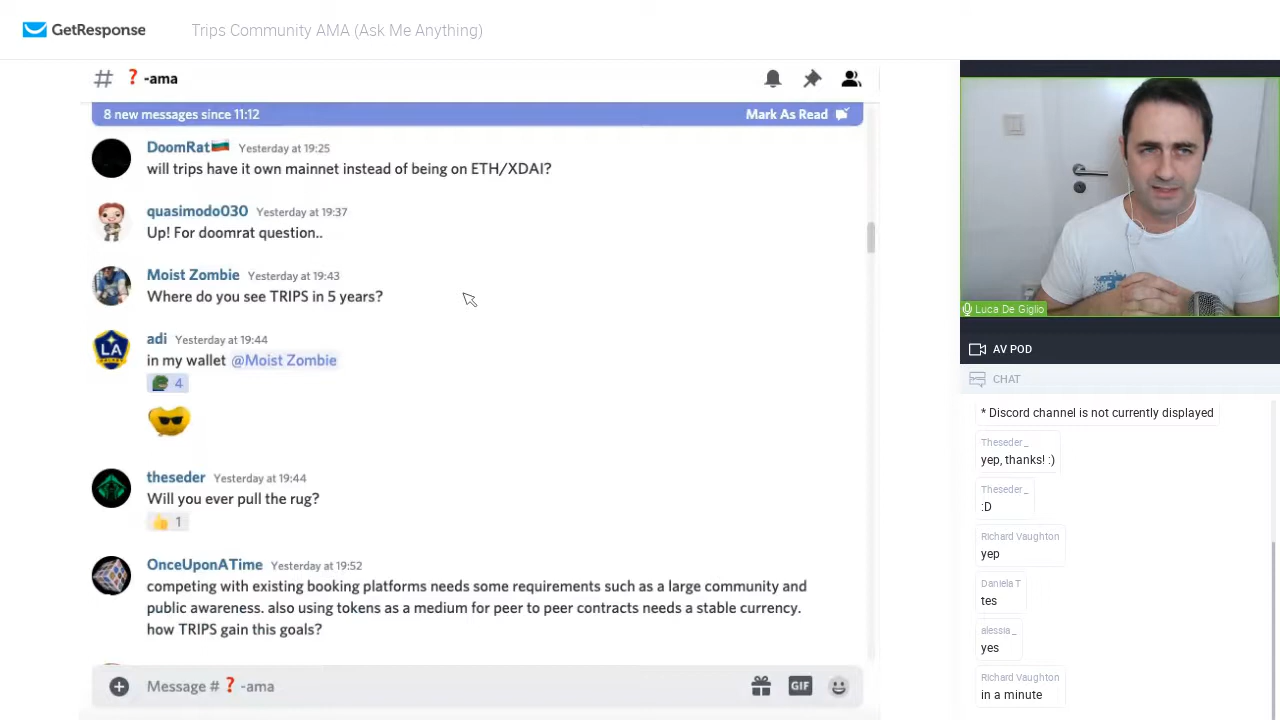 GetResponse
Trips Community AMA (Ask Me Anything)
# ❓ -ama
8 new messages since 11:12
Mark As Read
DoomRat🇧🇬 Yesterday at 19:25
will trips have it own mainnet instead of being on ETH/XDAI?
quasimodo030 Yesterday at 19:37
Up! For doomrat question..
Moist Zombie Yesterday at 19:43
Where do you see TRIPS in 5 years?
adi Yesterday at 19:44
in my wallet @Moist Zombie
4
theseder Yesterday at 19:44
Will you ever pull the rug?
👍 1
OnceUponATime Yesterday at 19:52
competing with existing booking platforms needs some requirements such as a large community and
public awareness. also using tokens as a medium for peer to peer contracts needs a stable currency.
how TRIPS gain this goals?
Message # ❓ -ama
GIF
LA
Luca De Giglio
AV POD
CHAT
* Discord channel is not currently displayed
Theseder_
yep, thanks! :)
Theseder_
:D
Richard Vaughton
yep
Daniela T
tes
alessia_
yes
Richard Vaughton
in a minute